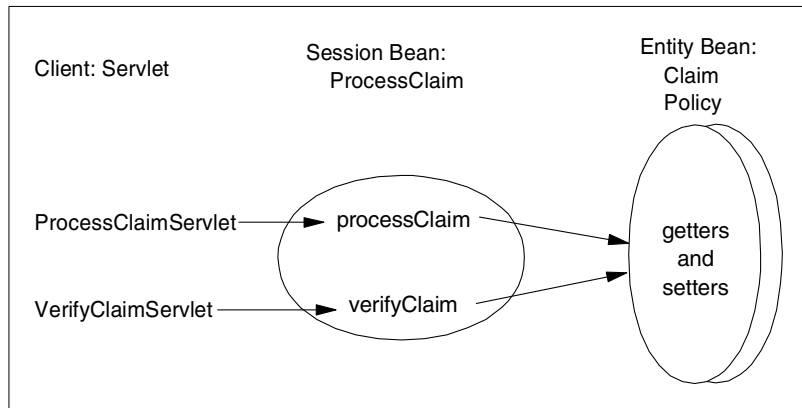 Client: Servlet
Session Bean:
ProcessClaim
Entity Bean:
Claim
Policy
ProcessClaimServlet
processClaim
VerifyClaimServlet
verifyClaim
getters
and
setters